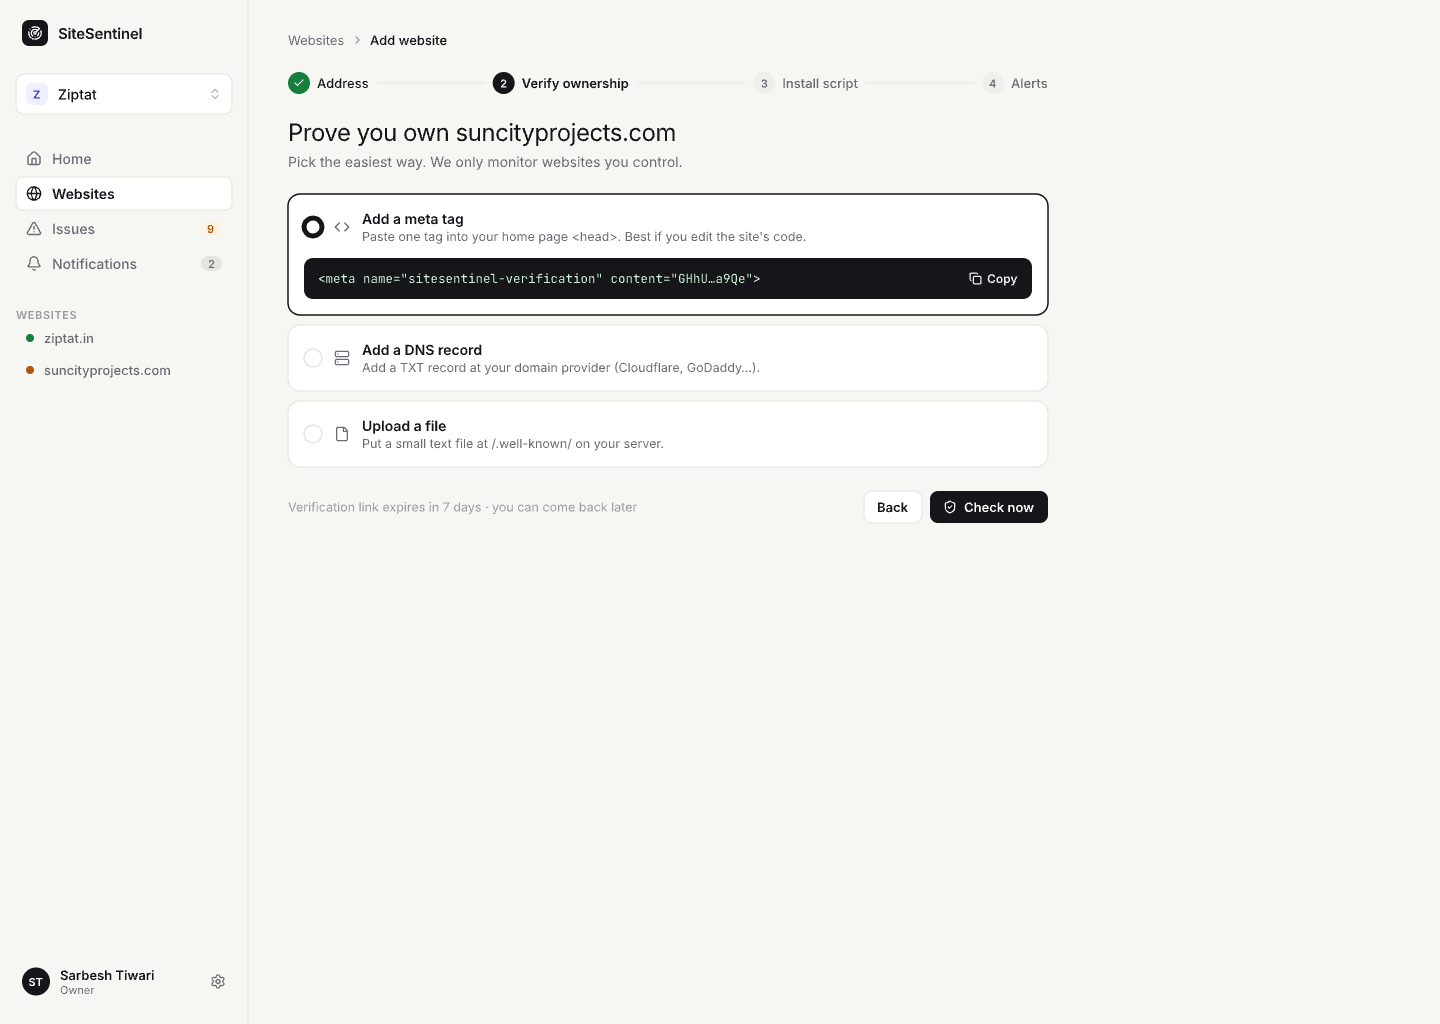 SiteSentinel
Z Ziptat
Home
Websites
Issues 9
Notifications 2
WEBSITES
ziptat.in
suncityprojects.com
ST Sarbesh Tiwari
Owner
Websites > Add website
Address 2 Verify ownership 3 Install script 4 Alerts
Prove you own suncityprojects.com
Pick the easiest way. We only monitor websites you control.
Add a meta tag
Paste one tag into your home page <head>. Best if you edit the site's code.
<meta name="sitesentinel-verification" content="GHhU…a9Qe"> Copy
Add a DNS record
Add a TXT record at your domain provider (Cloudflare, GoDaddy…).
Upload a file
Put a small text file at /.well-known/ on your server.
Verification link expires in 7 days · you can come back later Back Check now